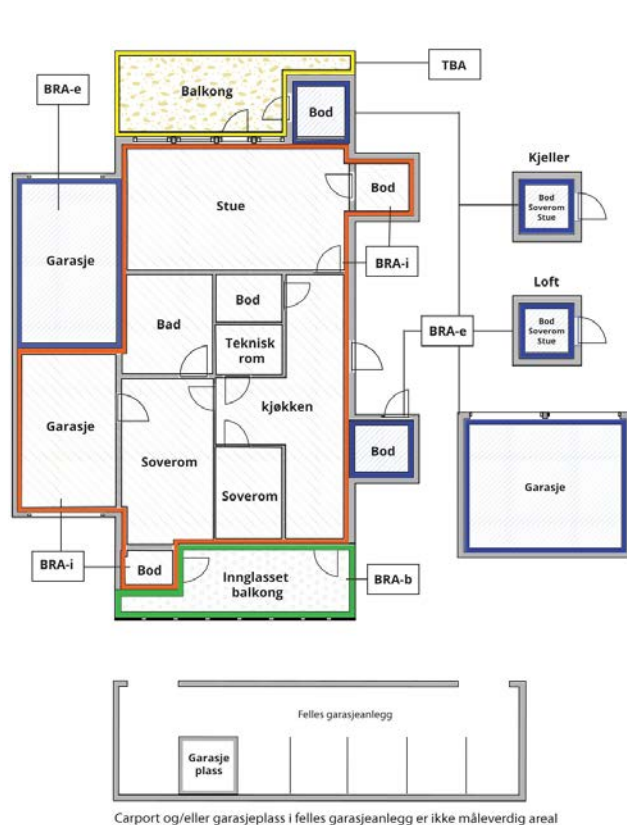 TBA
BRA-e
Balkong
Bod
Kjeller
Bod
Soverom
Stue
Stue
Bod
BRA-i
Garasje
Loft
Bod
Bad
BRA-e
Bod
Soverom
Stue
Teknisk
rom
Garasje
kjøkken
Soverom
Bod
Garasje
Soverom
BRA-i
Bod
Innglasset
balkong
BRA-b
Felles garasjeanlegg
Garasje
plass
Carport og/eller garasjeplass i felles garasjeanlegg er ikke måleverdig areal